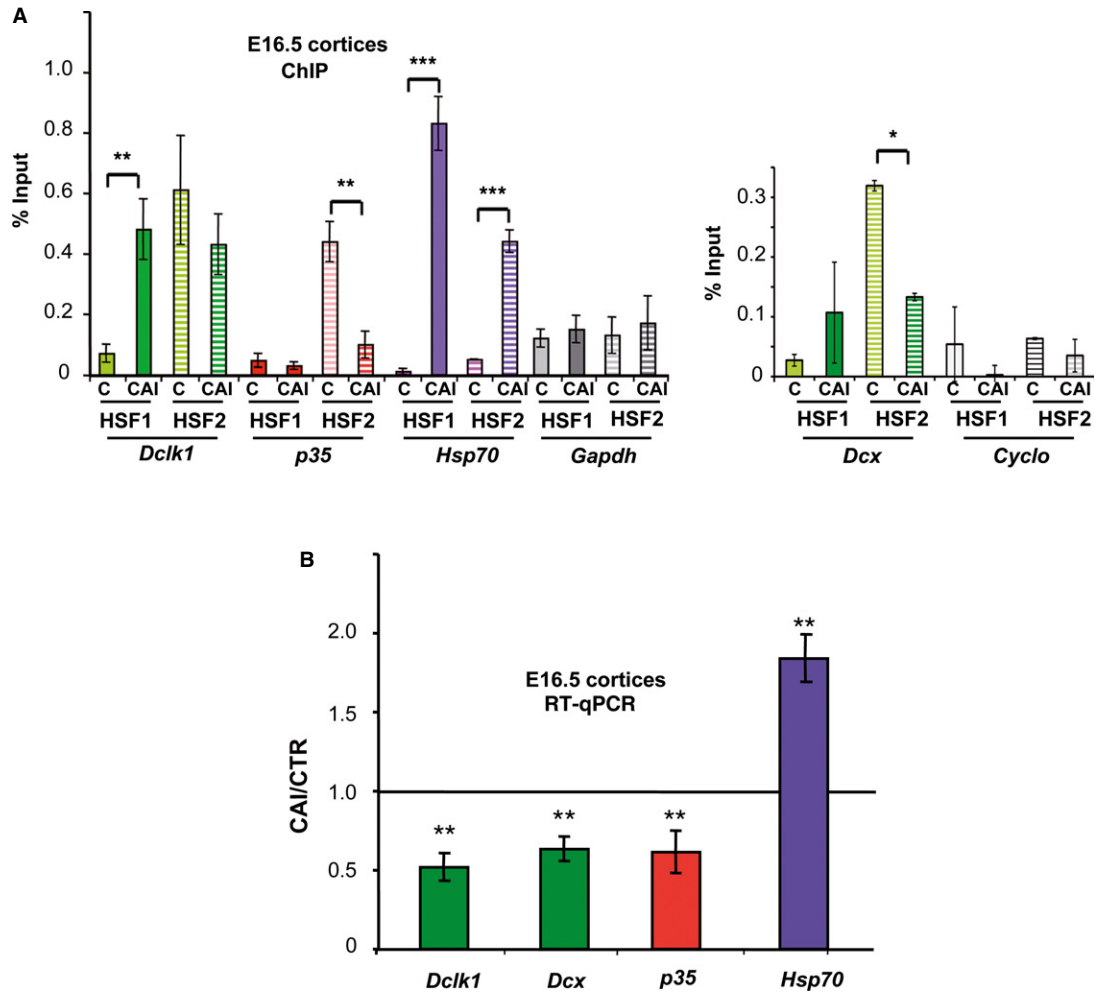 A
E16.5 cortices
ChIP
% Input
1.0
0.8
0.6
0.4
0.2
0
**
**
***
***
C CAI C CAI C CAI C CAI C CAI C CAI C CAI C CAI
HSF1 HSF2 HSF1 HSF2 HSF1 HSF2 HSF1 HSF2
Dclk1 p35 Hsp70 Gapdh
% Input
0.3
0.2
0.1
0
*
C CAI C CAI C CAI C CAI
HSF1 HSF2 HSF1 HSF2
Dcx Cyclo
B
E16.5 cortices
RT-qPCR
CAI/CTR
2.0
1.5
1.0
0.5
0
** ** ** **
Dclk1 Dcx p35 Hsp70